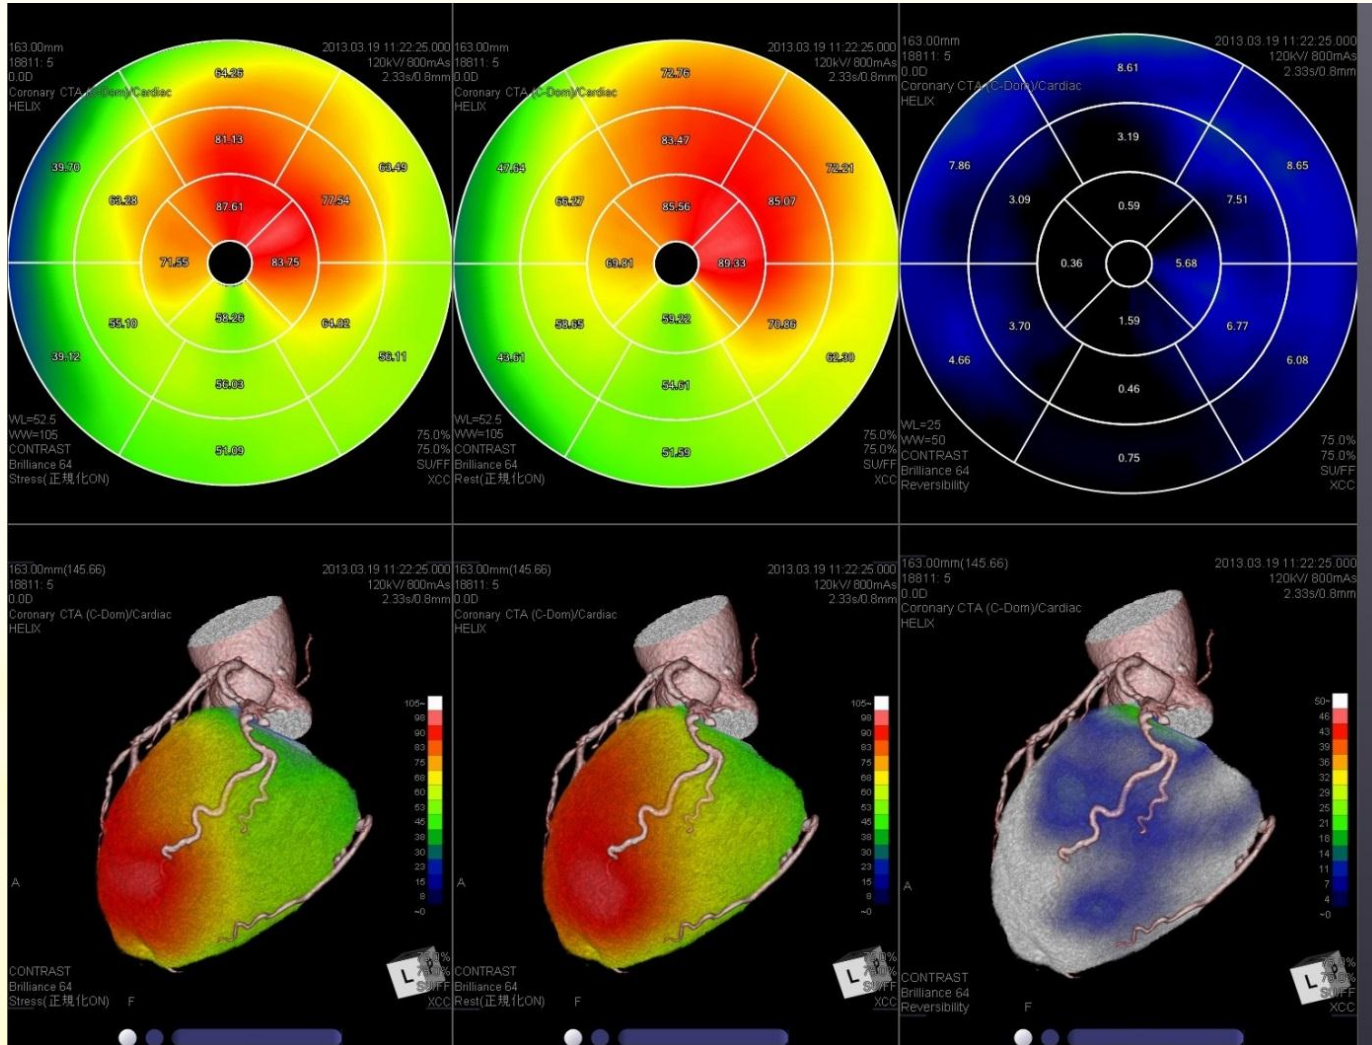 163.00mm
18811: 5
0.0D
Coronary CTA (C-Dom)/Cardiac
HELIX
2013.03.19 11:22:25.000
120kV/ 800mAs
2.33s/0.8mm
64.26
81.13
39.70
63.49
63.28
77.54
87.61
71.55
83.75
55.10
58.26
64.02
39.12
56.11
56.03
51.09
WL=52.5
WW=105
CONTRAST
Brilliance 64
Stress(正規化ON)
75.0%
75.0%
SU/FF
XCC
163.00mm
18811: 5
0.0D
Coronary CTA (C-Dom)/Cardiac
HELIX
2013.03.19 11:22:25.000
120kV/ 800mAs
2.33s/0.8mm
72.76
83.47
47.64
72.21
66.27
85.07
85.56
69.81
89.33
58.65
59.22
70.86
43.61
62.30
54.61
51.59
WL=52.5
WW=105
CONTRAST
Brilliance 64
Rest(正規化ON)
75.0%
75.0%
SU/FF
XCC
163.00mm
18811: 5
0.0D
Coronary CTA (C-Dom)/Cardiac
HELIX
2013.03.19 11:22:25.000
120kV/ 800mAs
2.33s/0.8mm
8.61
3.19
7.86
8.65
3.09
7.51
0.59
0.36
5.68
3.70
1.59
6.77
4.66
6.08
0.46
0.75
WL=25
WW=50
CONTRAST
Brilliance 64
Reversibility
75.0%
75.0%
SU/FF
XCC
163.00mm(145.66)
18811: 5
0.0D
Coronary CTA (C-Dom)/Cardiac
HELIX
2013.03.19 11:22:25.000
120kV/ 800mAs
2.33s/0.8mm
105~
98
90
83
75
68
60
53
45
38
30
23
15
8
~0
A
L
CONTRAST
Brilliance 64
Stress(正規化ON)
F
XCC
163.00mm(145.66)
18811: 5
0.0D
Coronary CTA (C-Dom)/Cardiac
HELIX
2013.03.19 11:22:25.000
120kV/ 800mAs
2.33s/0.8mm
105~
98
90
83
75
68
60
53
45
38
30
23
15
8
~0
A
L
CONTRAST
Brilliance 64
Rest(正規化ON)
F
XCC
163.00mm(145.66)
18811: 5
0.0D
Coronary CTA (C-Dom)/Cardiac
HELIX
2013.03.19 11:22:25.000
120kV/ 800mAs
2.33s/0.8mm
50~
46
43
39
36
32
29
25
21
18
14
11
7
4
~0
A
L
CONTRAST
Brilliance 64
Reversibility
F
XCC